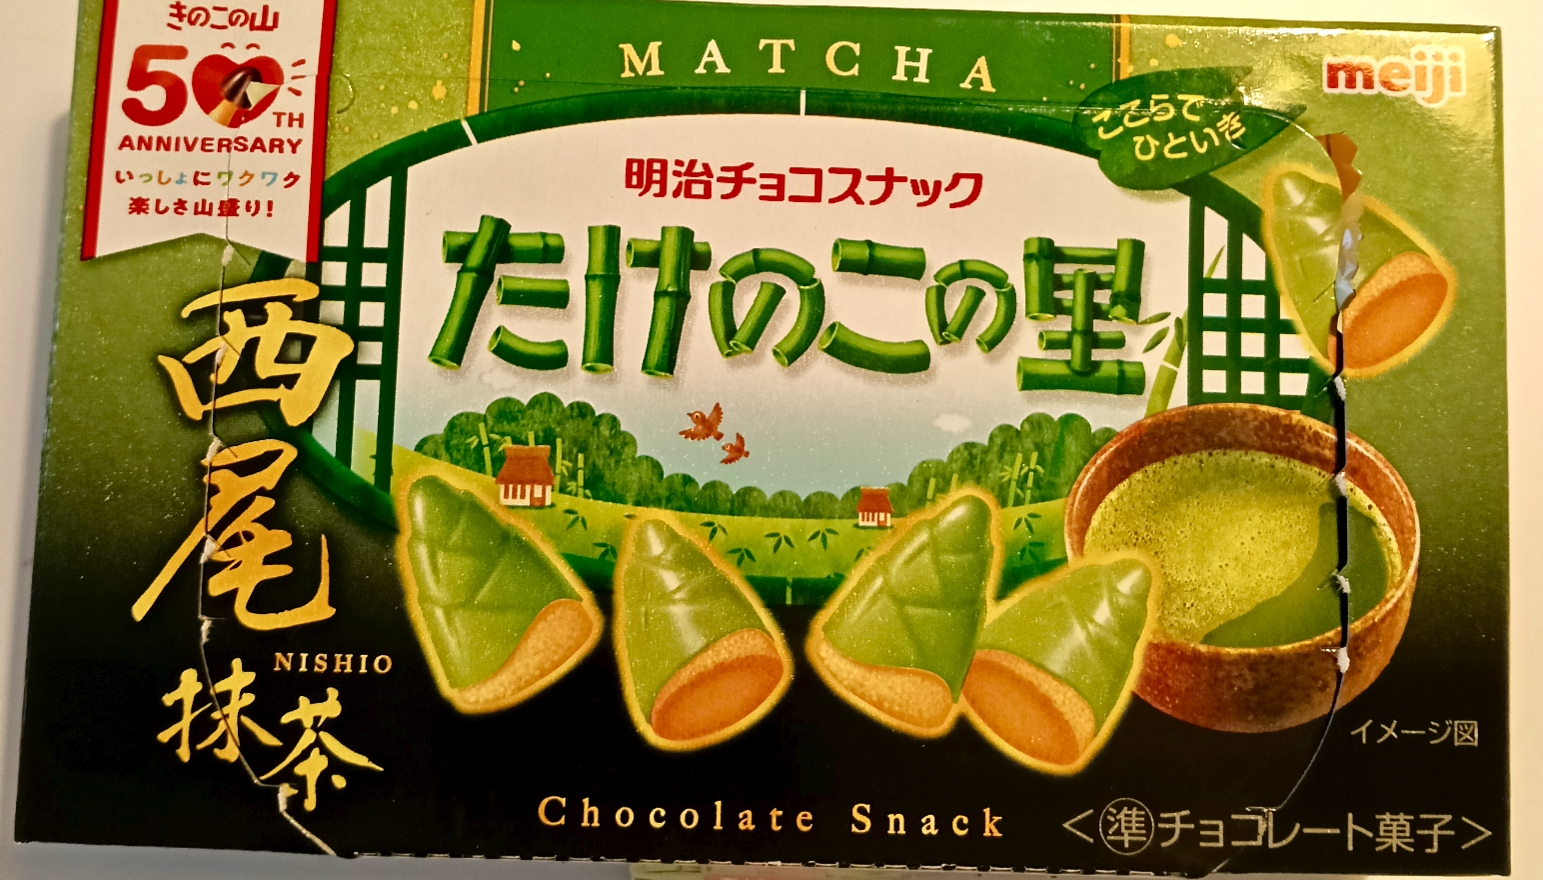 きのこの山
50TH
ANNIVERSARY
いっしょにワクワク
楽しさ山盛り!
MATCHA
meiji
ここらで
ひといき
明治チョコスナック
たけのこの里
西尾
NISHIO
抹茶
イメージ図
Chocolate Snack
<準チョコレート菓子>